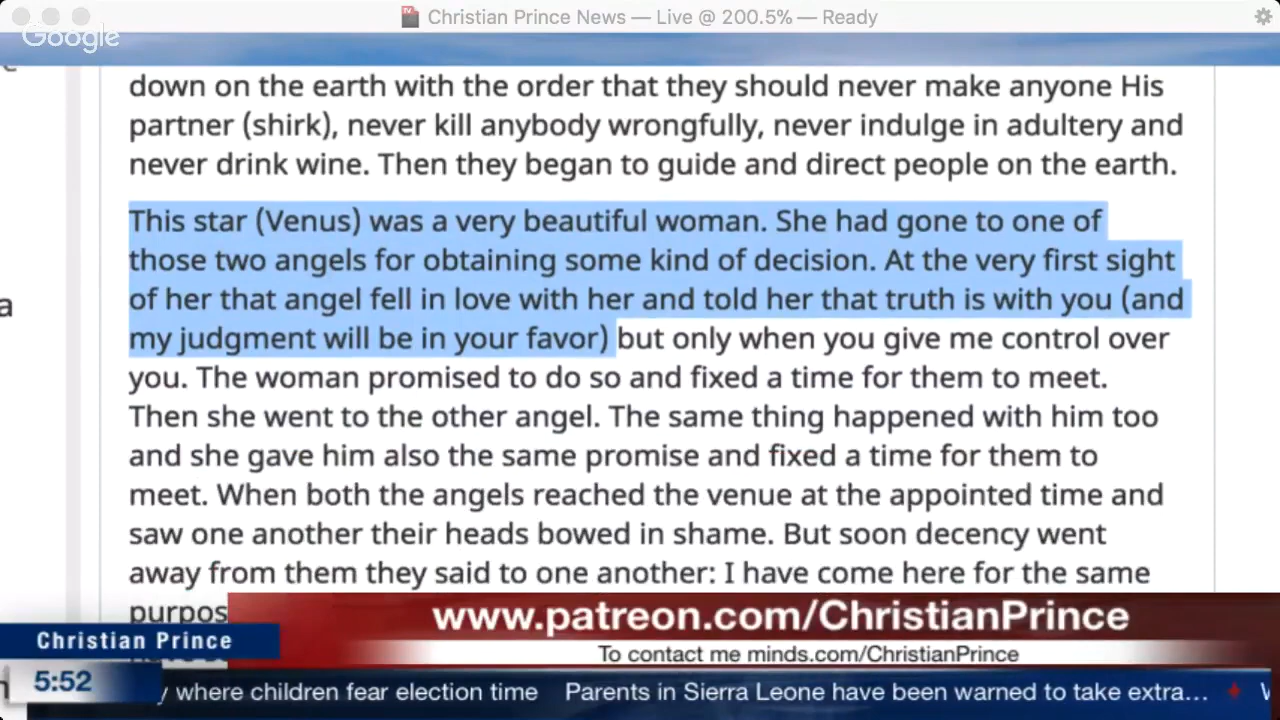 Christian Prince News — Live @ 200.5% — Ready
Google
down on the earth with the order that they should never make anyone His
partner (shirk), never kill anybody wrongfully, never indulge in adultery and
never drink wine. Then they began to guide and direct people on the earth.
This star (Venus) was a very beautiful woman. She had gone to one of
those two angels for obtaining some kind of decision. At the very first sight
of her that angel fell in love with her and told her that truth is with you (and
a
my judgment will be in your favor) but only when you give me control over
you. The woman promised to do so and fixed a time for them to meet.
Then she went to the other angel. The same thing happened with him too
and she gave him also the same promise and fixed a time for them to
meet. When both the angels reached the venue at the appointed time and
saw one another their heads bowed in shame. But soon decency went
away from them they said to one another: I have come here for the same
purpos
www.patreon.com/ChristianPrince
Christian Prince
To contact me minds.com/ChristianPrince
5:52
y where children fear election time Parents in Sierra Leone have been warned to take extra...